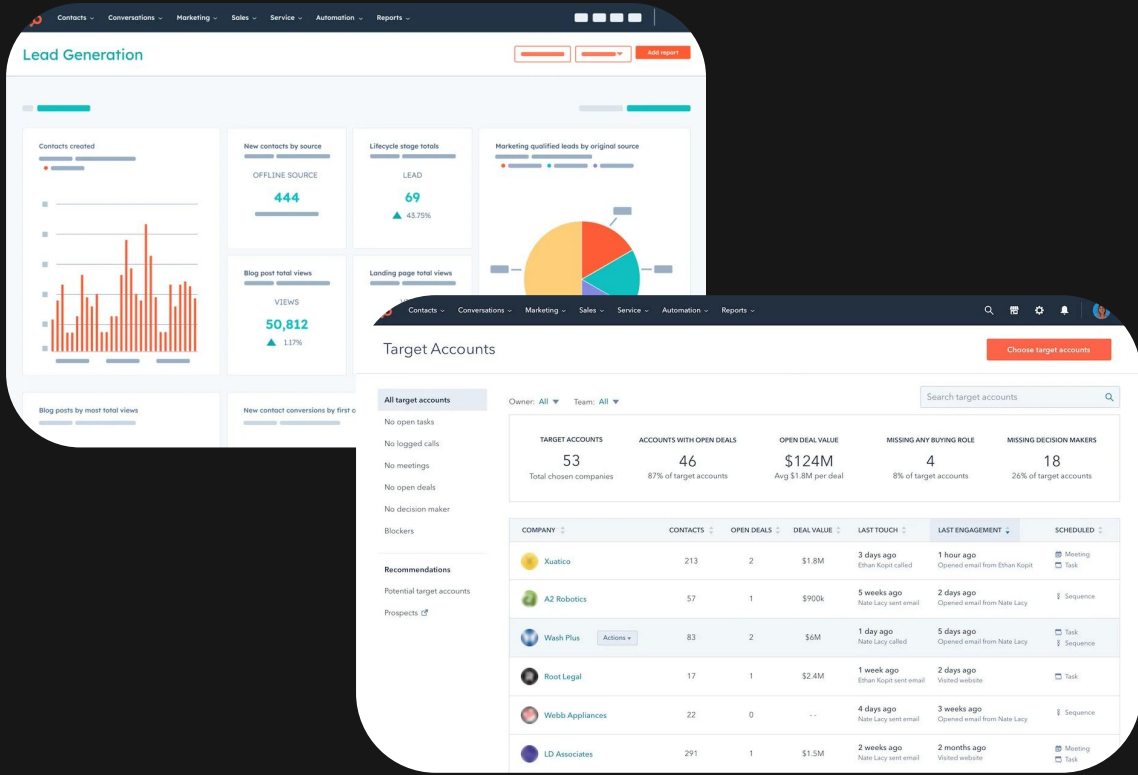 Contacts Conversations Marketing Sales Service Automation Reports
Lead Generation
Add report
Contacts created
New contacts by source
OFFLINE SOURCE
444
Lifecycle stage totals
LEAD
69
43.75%
Marketing qualified leads by original source
Blog post total views
VIEWS
50,812
1.17%
Landing page total views
Blog posts by most total views
New contact conversions by first
Contacts Conversations Marketing Sales Service Automation Reports
Target Accounts
Choose target accounts
All target accounts
No open tasks
No logged calls
No meetings
No open deals
No decision maker
Blockers
Recommendations
Potential target accounts
Prospects
Owner: All Team: All
Search target accounts
TARGET ACCOUNTS
53
Total chosen companies
ACCOUNTS WITH OPEN DEALS
46
87% of target accounts
OPEN DEAL VALUE
$124M
Avg $1.8M per deal
MISSING ANY BUYING ROLE
4
8% of target accounts
MISSING DECISION MAKERS
18
26% of target accounts
COMPANY CONTACTS OPEN DEALS DEAL VALUE LAST TOUCH LAST ENGAGEMENT SCHEDULED
Xuatico 213 2 $1.8M 3 days ago 1 hour ago Meeting
Ethan Kopit called Opened email from Ethan Kopit Task
A2 Robotics 57 1 $900k 5 weeks ago 2 days ago Sequence
Nate Lacy sent email Opened email from Nate Lacy
Wash Plus Actions 83 2 $6M 1 day ago 5 days ago Task
Nate Lacy called Opened email from Nate Lacy Sequence
Root Legal 17 1 $2.4M 1 week ago 2 days ago Task
Ethan Kopit sent email Visited website
Webb Appliances 22 0 -- 4 days ago 3 weeks ago Sequence
Nate Lacy sent email Opened email from Nate Lacy
LD Associates 291 1 $1.5M 2 weeks ago 2 months ago Meeting
Nate Lacy sent email Visited website Task